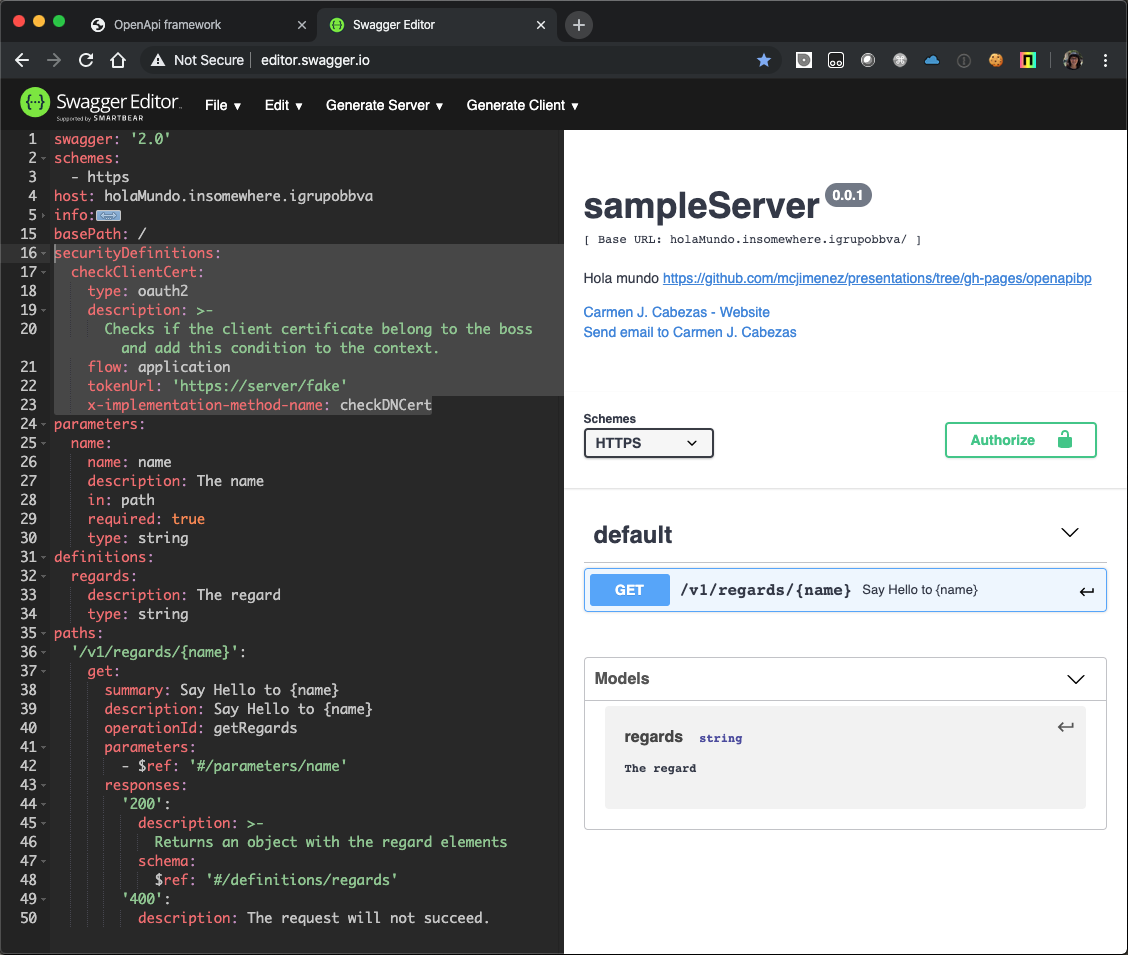 OpenApi framework
Swagger Editor
Not Secure
editor.swagger.io
Swagger Editor
Supported by SMARTBEAR
File
Edit
Generate Server
Generate Client
1 swagger: '2.0'
2 schemes:
3 - https
4 host: holaMundo.insomewhere.igrupobbva
5 info:
15 basePath: /
16 securityDefinitions:
17 checkClientCert:
18 type: oauth2
19 description: >-
20 Checks if the client certificate belong to the boss
and add this condition to the context.
21 flow: application
22 tokenUrl: 'https://server/fake'
23 x-implementation-method-name: checkDNCert
24 parameters:
25 name:
26 name: name
27 description: The name
28 in: path
29 required: true
30 type: string
31 definitions:
32 regards:
33 description: The regard
34 type: string
35 paths:
36 '/v1/regards/{name}':
37 get:
38 summary: Say Hello to {name}
39 description: Say Hello to {name}
40 operationId: getRegards
41 parameters:
42 - $ref: '#/parameters/name'
43 responses:
44 '200':
45 description: >-
46 Returns an object with the regard elements
47 schema:
48 $ref: '#/definitions/regards'
49 '400':
50 description: The request will not succeed.
sampleServer 0.0.1
[ Base URL: holaMundo.insomewhere.igrupobbva/ ]
Hola mundo https://github.com/mcjimenez/presentations/tree/gh-pages/openapibp
Carmen J. Cabezas - Website
Send email to Carmen J. Cabezas
Schemes
HTTPS
Authorize
default
GET /v1/regards/{name} Say Hello to {name}
Models
regards string
The regard